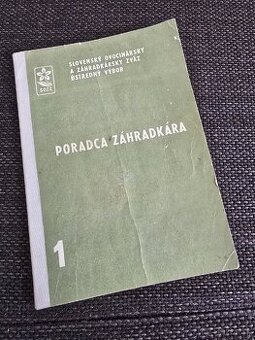 SLOVENSKÝ OVOCINÁRSKY
A ZÁHRADKÁRSKY ZVÄZ
ÚSTREDNÝ VÝBOR
PORADCA ZÁHRADKÁRA
1